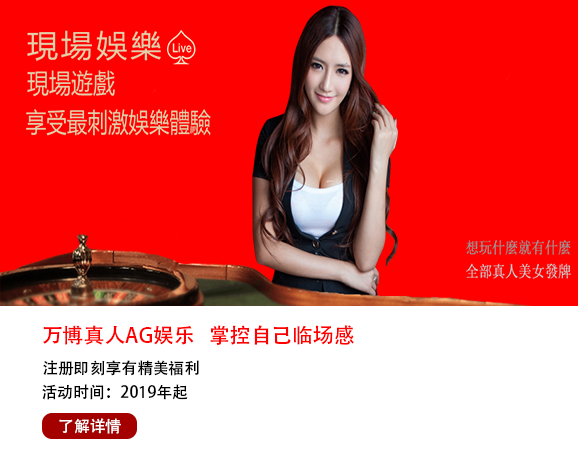 現場娛樂 Live
現場遊戲
享受最刺激娛樂體驗
想玩什麼就有什麼
全部真人美女發牌
万博真人AG娱乐 掌控自己临场感
注册即刻享有精美福利
活动时间：2019年起
了解详情